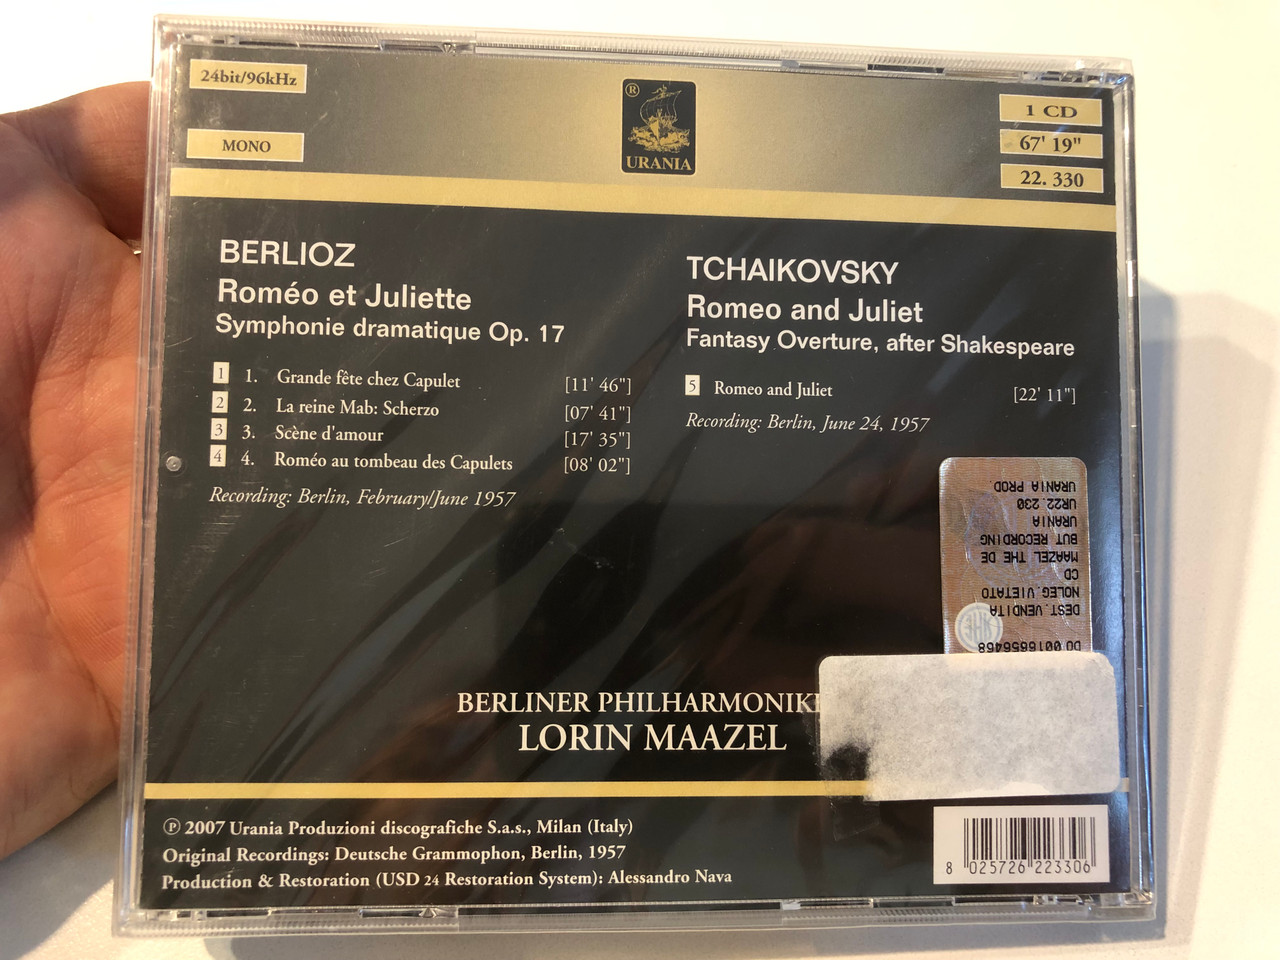 24bit/96kHz
MONO
®
URANIA
1 CD
67' 19"
22. 330
BERLIOZ
Roméo et Juliette
Symphonie dramatique Op. 17
1 1. Grande fête chez Capulet [11' 46"]
2 2. La reine Mab: Scherzo [07' 41"]
3 3. Scène d'amour [17' 35"]
4 4. Roméo au tombeau des Capulets [08' 02"]
Recording: Berlin, February/June 1957
TCHAIKOVSKY
Romeo and Juliet
Fantasy Overture, after Shakespeare
5 Romeo and Juliet [22' 11"]
Recording: Berlin, June 24, 1957
DO 0016656468
DEST.VENDITA
NOLEG.VIETATO
CD
MAAZEL THE DE
BUT RECORDING
URANIA
UR22.230
URANIA PROD.
BERLINER PHILHARMONIK
LORIN MAAZEL
℗ 2007 Urania Produzioni discografiche S.a.s., Milan (Italy)
Original Recordings: Deutsche Grammophon, Berlin, 1957
Production & Restoration (USD 24 Restoration System): Alessandro Nava
8 025726 223306